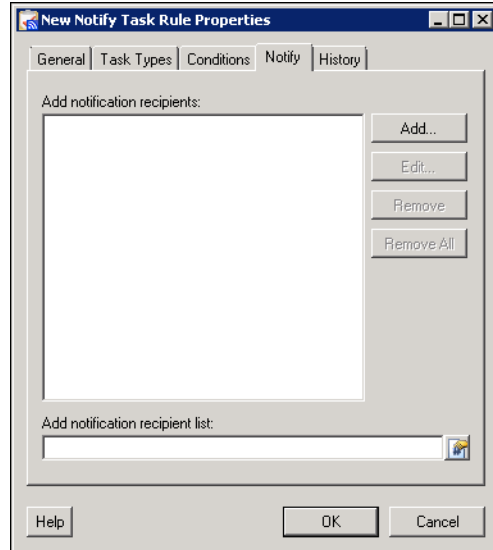 New Notify Task Rule Properties
General Task Types Conditions Notify History
Add notification recipients:
Add...
Edit...
Remove
Remove All
Add notification recipient list:
Help OK Cancel